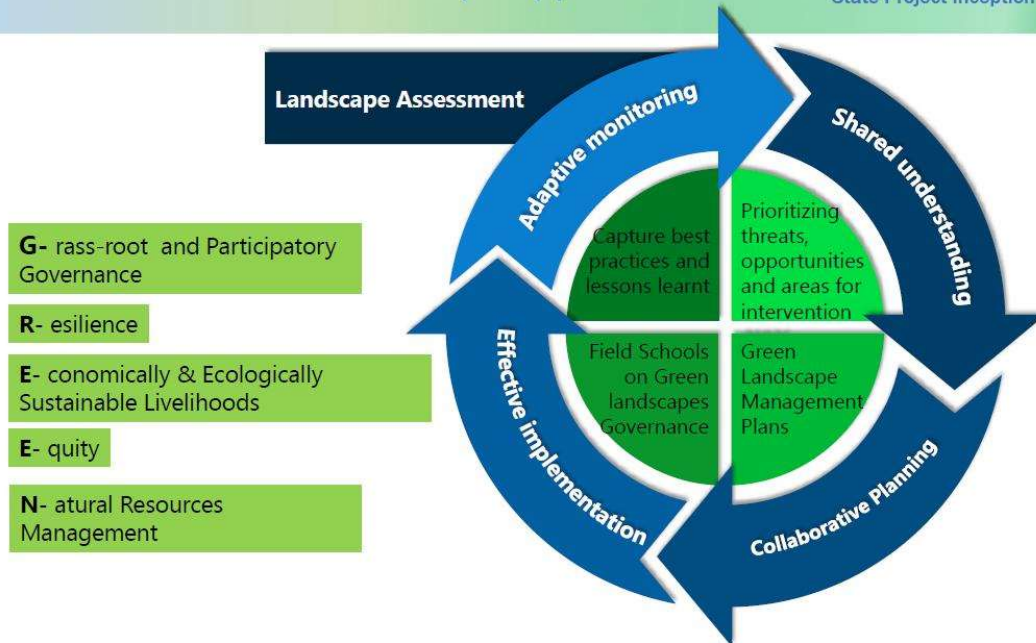 State Project Inception
Landscape Assessment
Adaptive monitoring
Shared understanding
Collaborative Planning
Effective implementation
Capture best
practices and
lessons learnt
Prioritizing
threats,
opportunities
and areas for
intervention
Field Schools
on Green
landscapes
Governance
Green
Landscape
Management
Plans
G- rass-root and Participatory
Governance
R- esilience
E- conomically & Ecologically
Sustainable Livelihoods
E- quity
N- atural Resources
Management